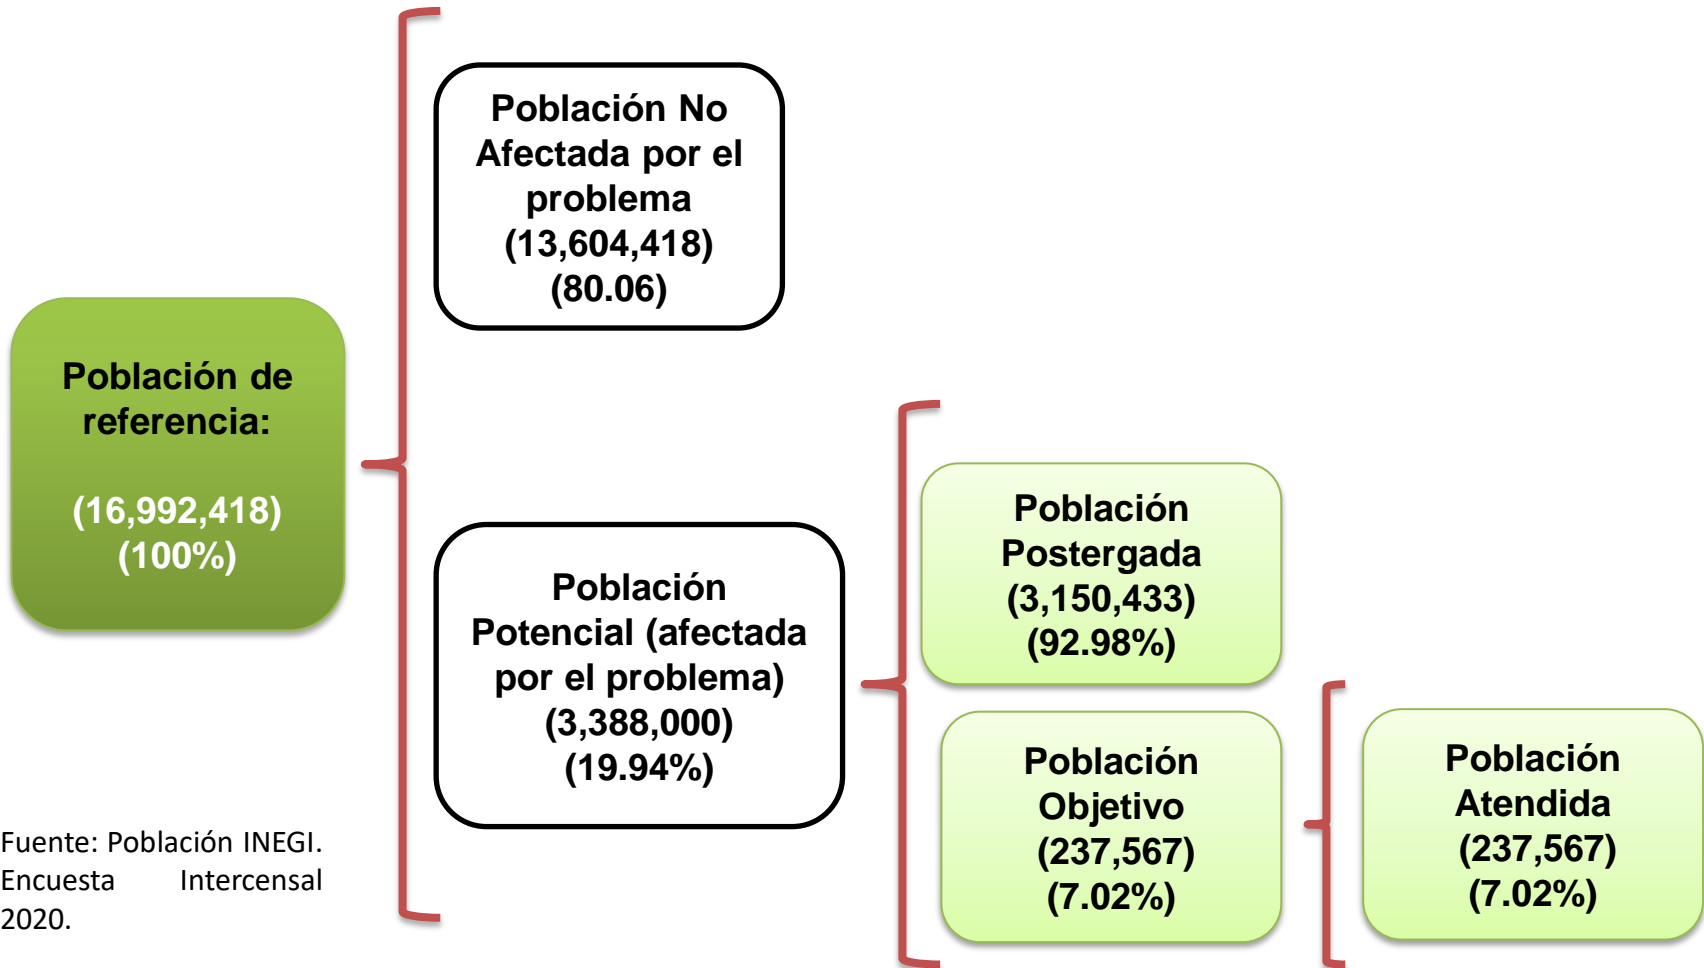 Población de
referencia:
(16,992,418)
(100%)
Población No
Afectada por el
problema
(13,604,418)
(80.06)
Población
Potencial (afectada
por el problema)
(3,388,000)
(19.94%)
Población
Postergada
(3,150,433)
(92.98%)
Población
Objetivo
(237,567)
(7.02%)
Población
Atendida
(237,567)
(7.02%)
Fuente: Población INEGI.
Encuesta Intercensal
2020.